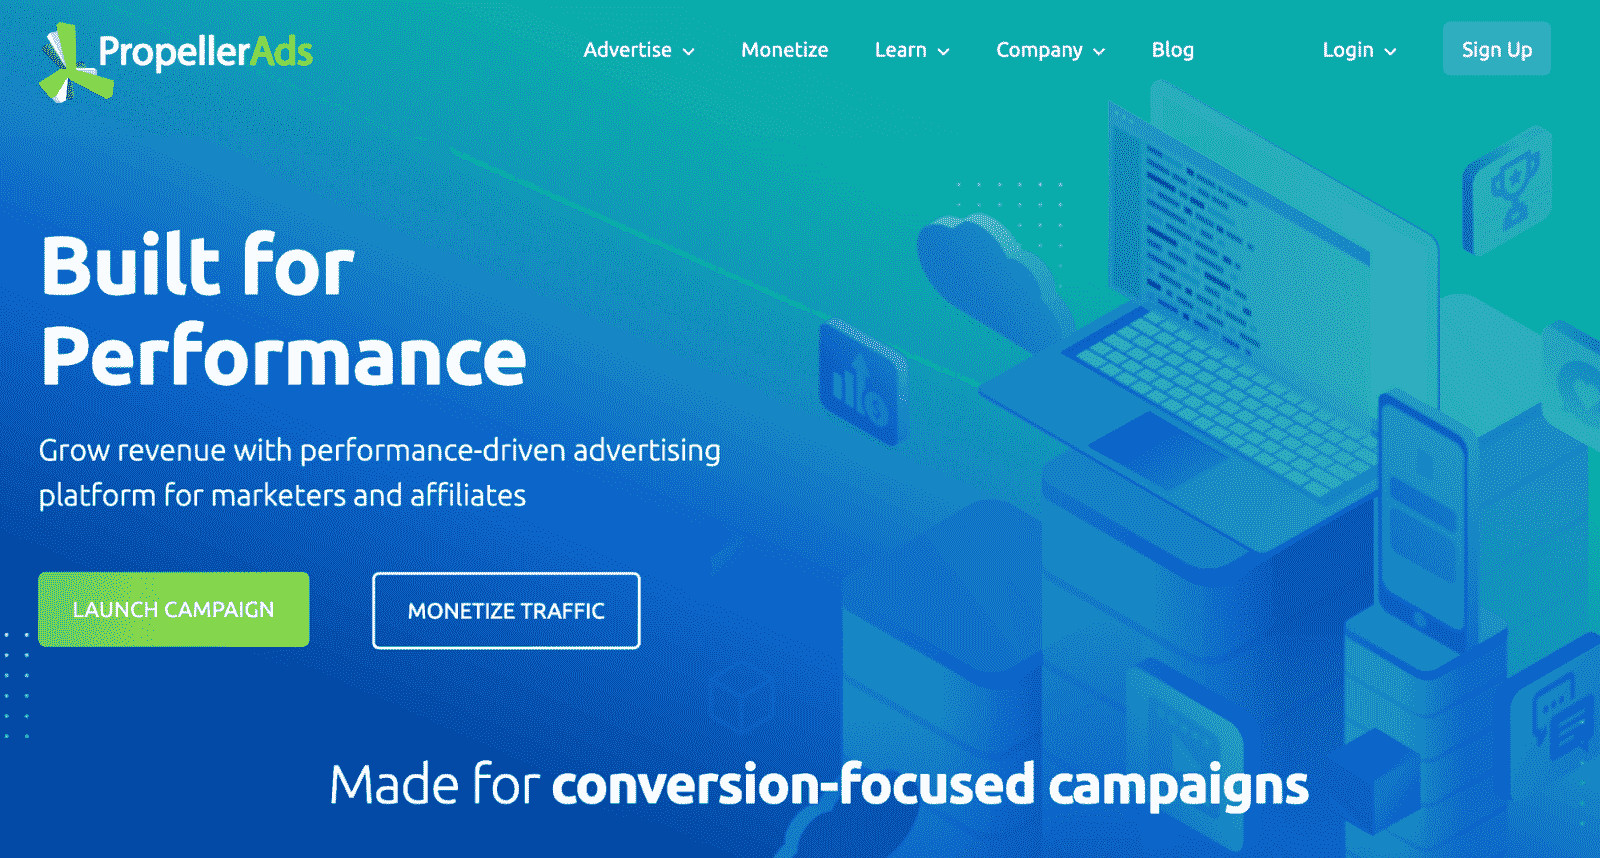 PropellerAds
Advertise
Monetize
Learn
Company
Blog
Login
Sign Up
Built for
Performance
Grow revenue with performance-driven advertising
platform for marketers and affiliates
LAUNCH CAMPAIGN
MONETIZE TRAFFIC
Made for conversion-focused campaigns